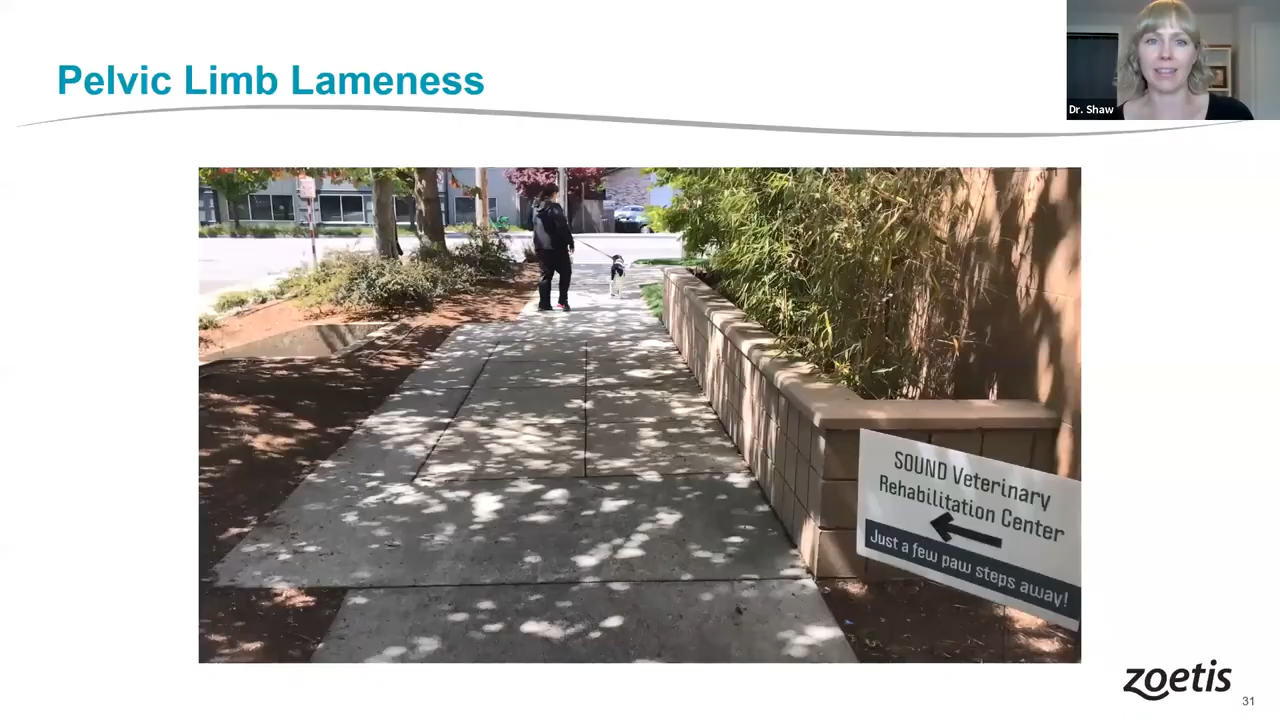 Pelvic Limb Lameness
Dr. Shaw
SOUND Veterinary
Rehabilitation Center
Just a few paw steps away!
zoetis
31